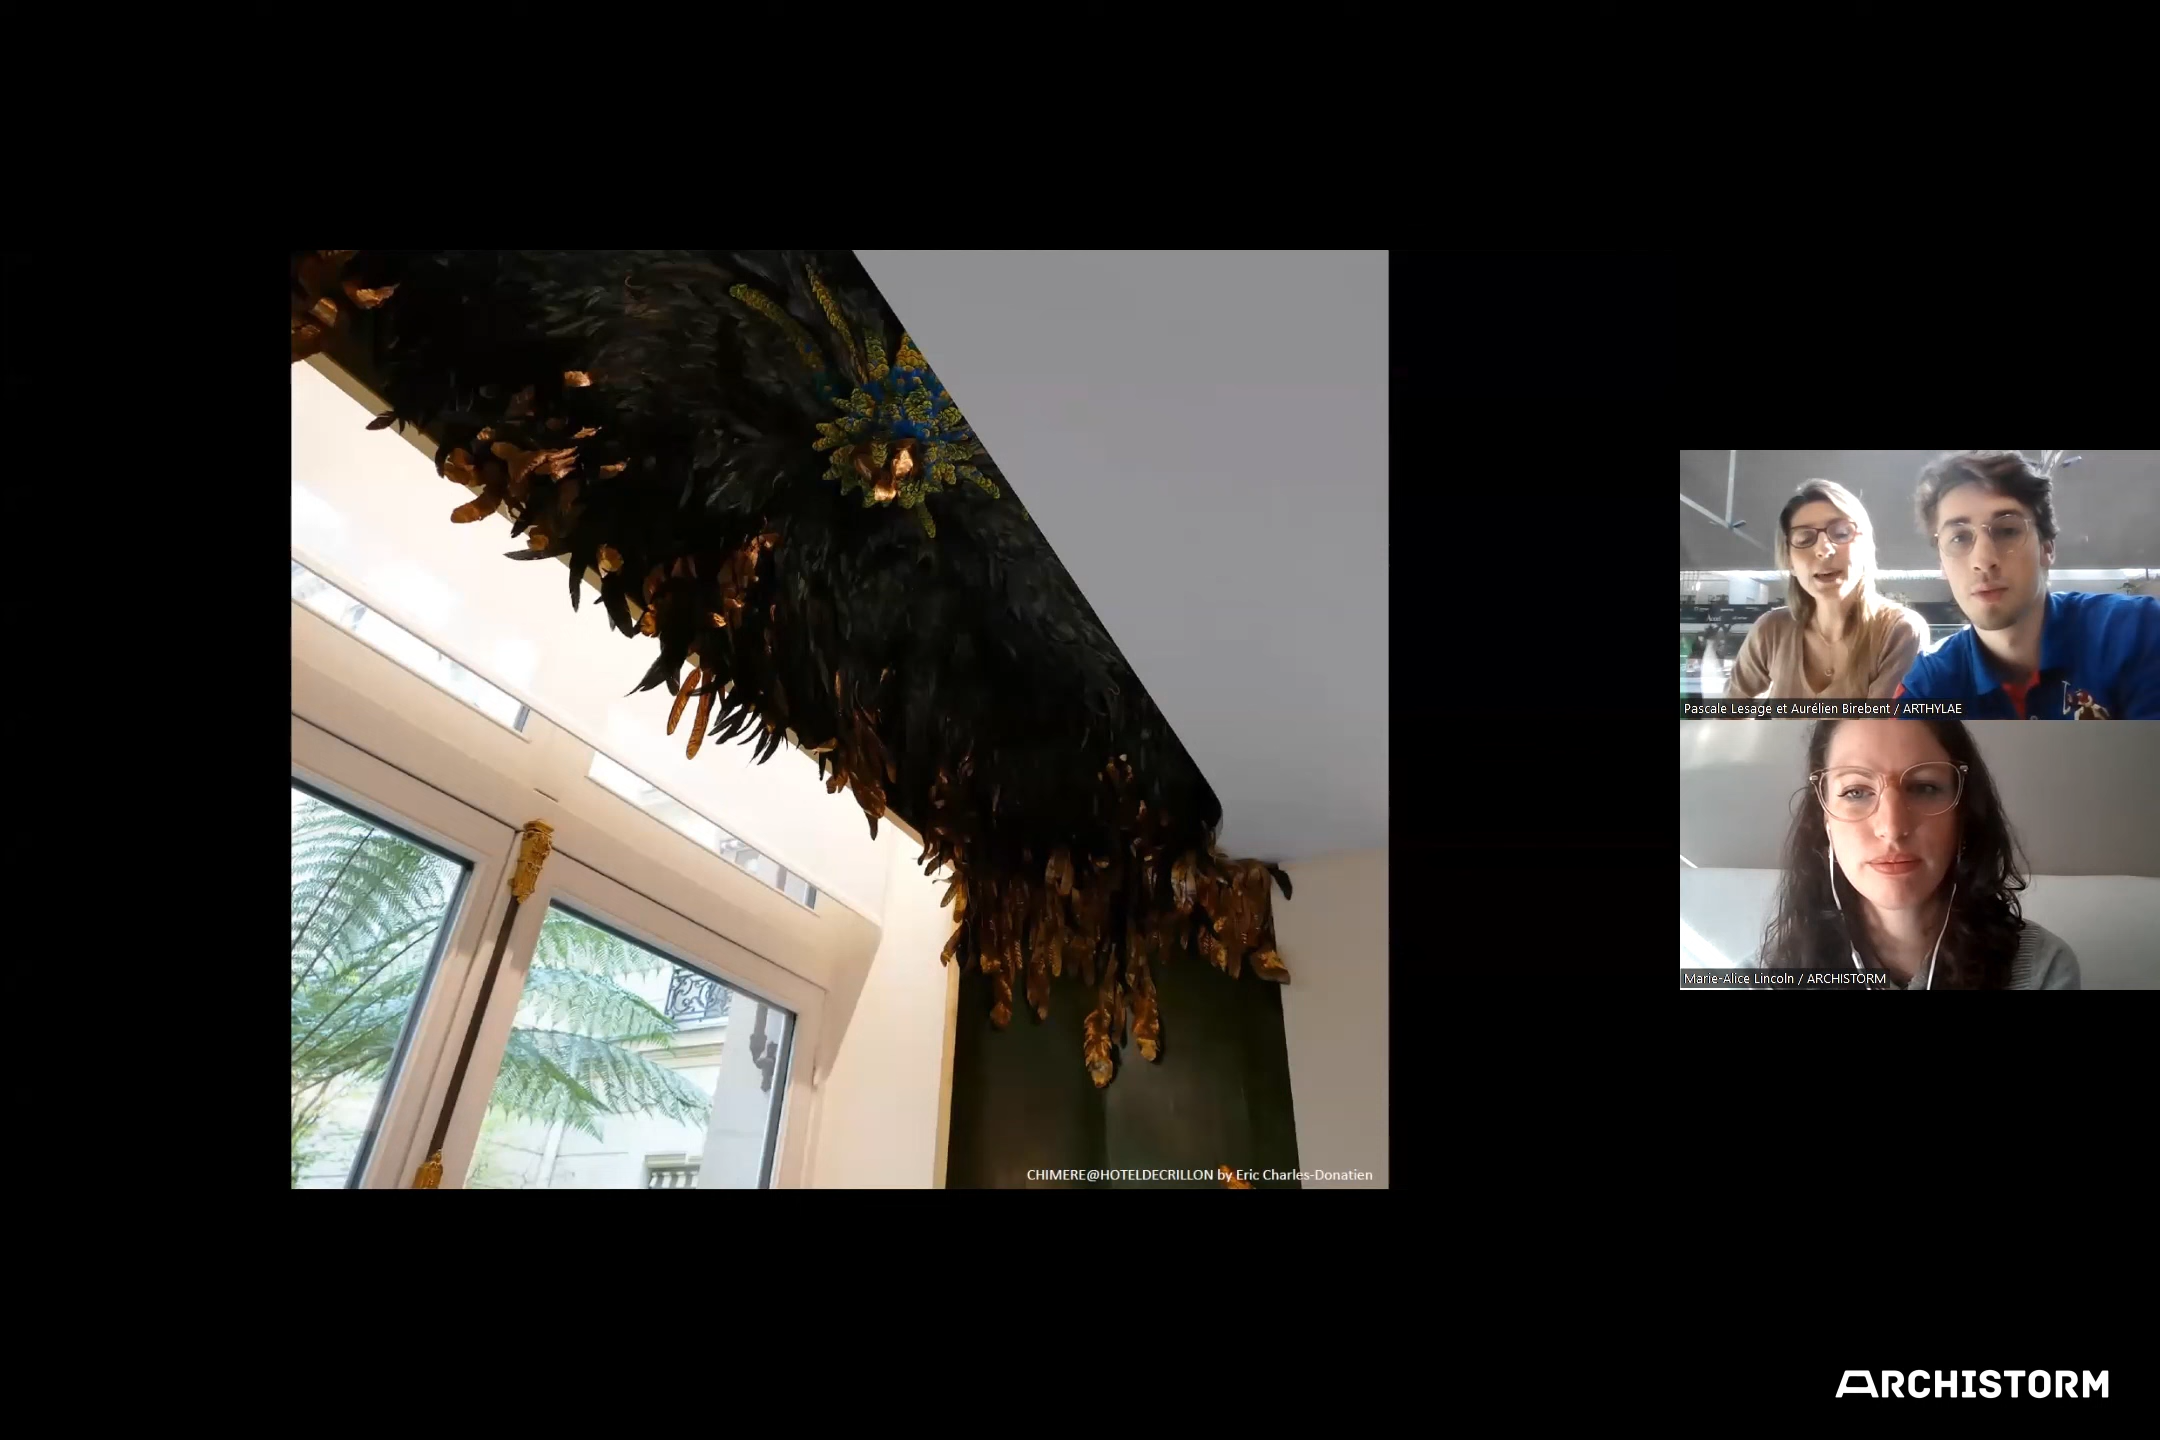 CHIMERE@HOTELDECRILLON by Eric Charles-Donatien
Pascale Lesage et Aurélien Birebent / ARTHYLAE
Marie-Alice Lincoln / ARCHISTORM
ARCHISTORM